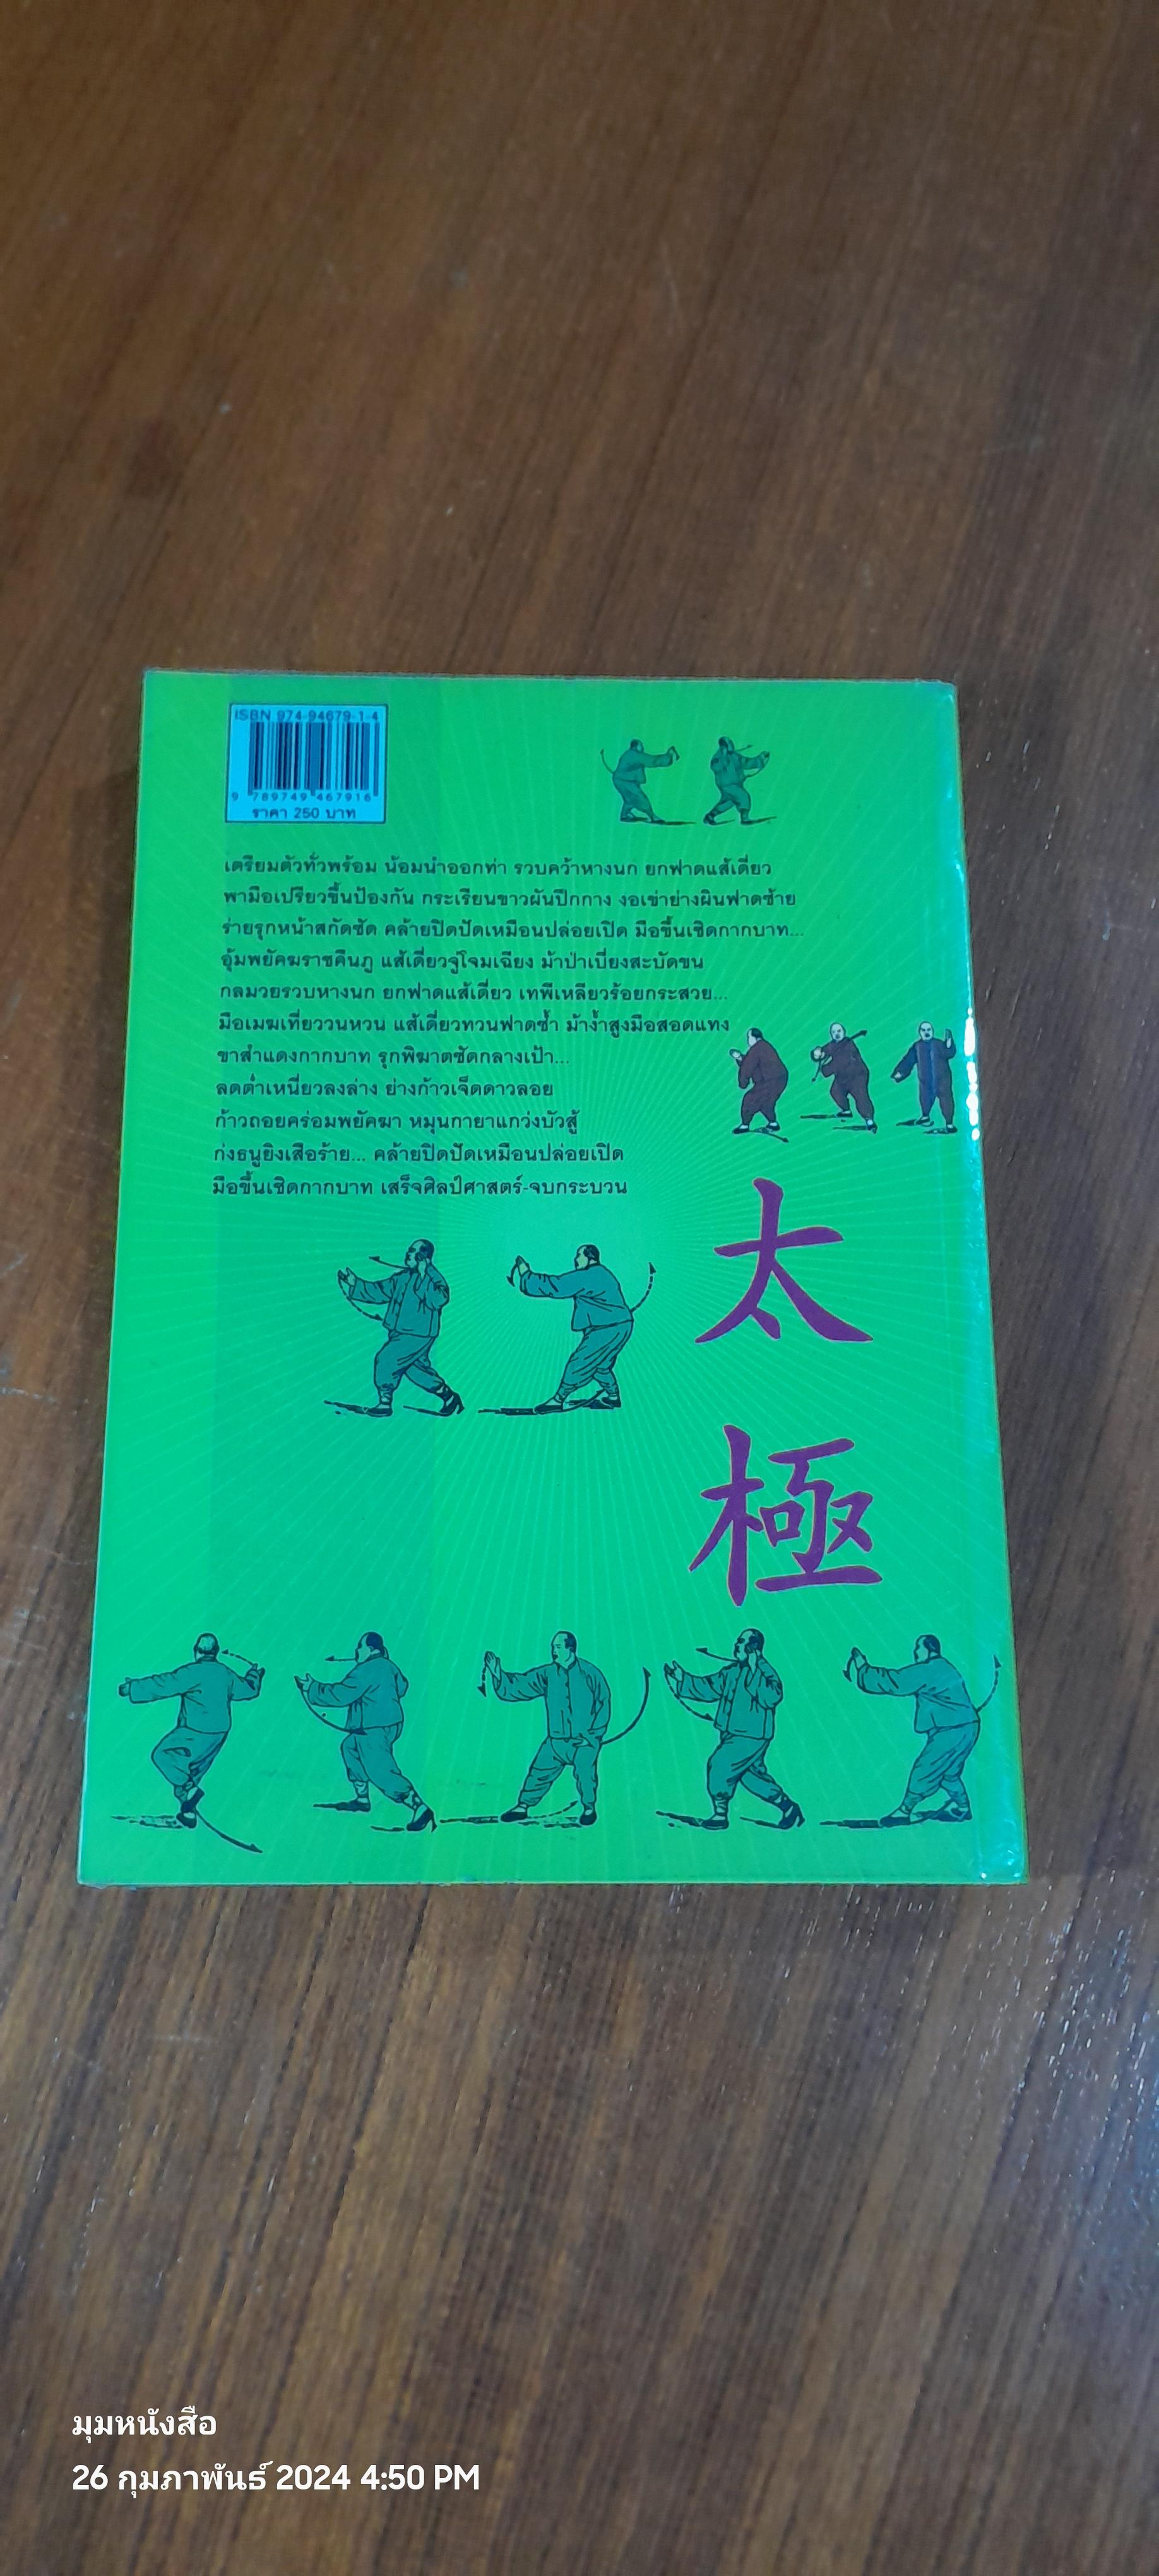 ISBN 974-94679-1-4
9 789749 467916
ราคา 250 บาท
เตรียมตัวทั่วพร้อม น้อมนำออกท่า รวบคว้าหางนก ยกฟาดแส้เดี่ยว
พามือเปรียวขึ้นป้องกัน กระเรียนขาวผันปีกกาง งอเข่าย่างผินฟาดซ้าย
ร่ายรุกหน้าสกัดซัด คล้ายปิดปัดเหมือนปล่อยเปิด มือขึ้นเชิดกากบาท...
อุ้มพยัคฆราชคืนภู แส้เดี่ยวจู่โจมเฉียง ม้าป่าเบี่ยงสะบัดขน
กลมวยรวบหางนก ยกฟาดแส้เดี่ยว เทพีเหลียวร้อยกระสวย...
มือเมฆเที่ยววนหวน แส้เดี่ยวทวนฟาดซ้ำ ม้าง้ำสูงมือสอดแทง
ขาสำแดงกากบาท รุกพิฆาตซัดกลางเป้า...
ลดต่ำเหนี่ยวลงล่าง ย่างก้าวเจ็ดดาวลอย
ก้าวถอยคร่อมพยัคฆา หมุนกายาแกว่งบัวสู้
ก่งธนูยิงเสือร้าย... คล้ายปิดปัดเหมือนปล่อยเปิด
มือขึ้นเชิดกากบาท เสร็จศิลป์ศาสตร์-จบกระบวน
太
極
มุมหนังสือ
26 กุมภาพันธ์ 2024 4:50 PM